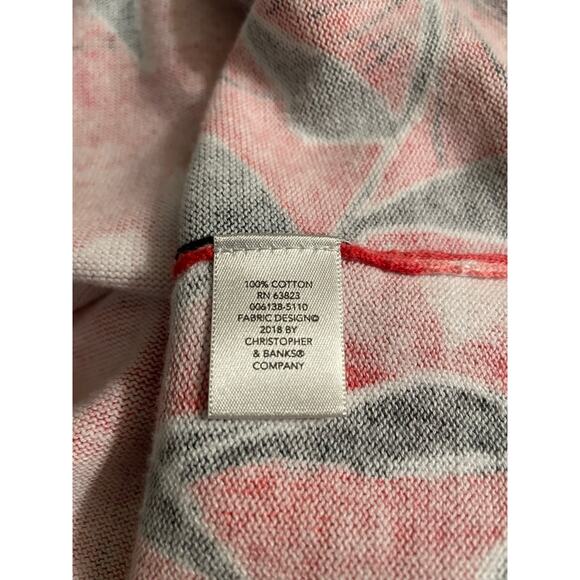 100% COTTON
RN 63823
006138-5110
FABRIC DESIGN©
2018 BY
CHRISTOPHER
& BANKS®
COMPANY